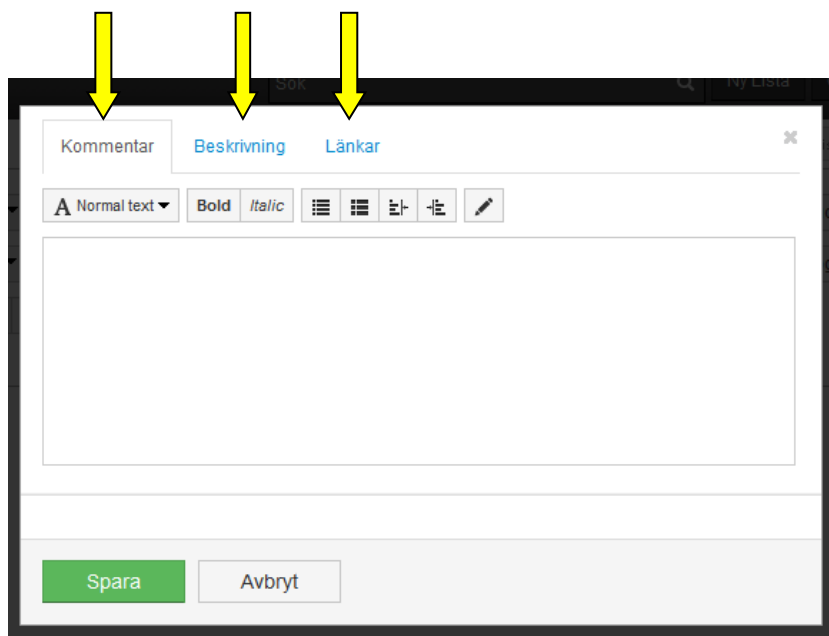 Sök Ny Lista
Kommentar Beskrivning Länkar
A Normal text Bold Italic
Spara Avbryt